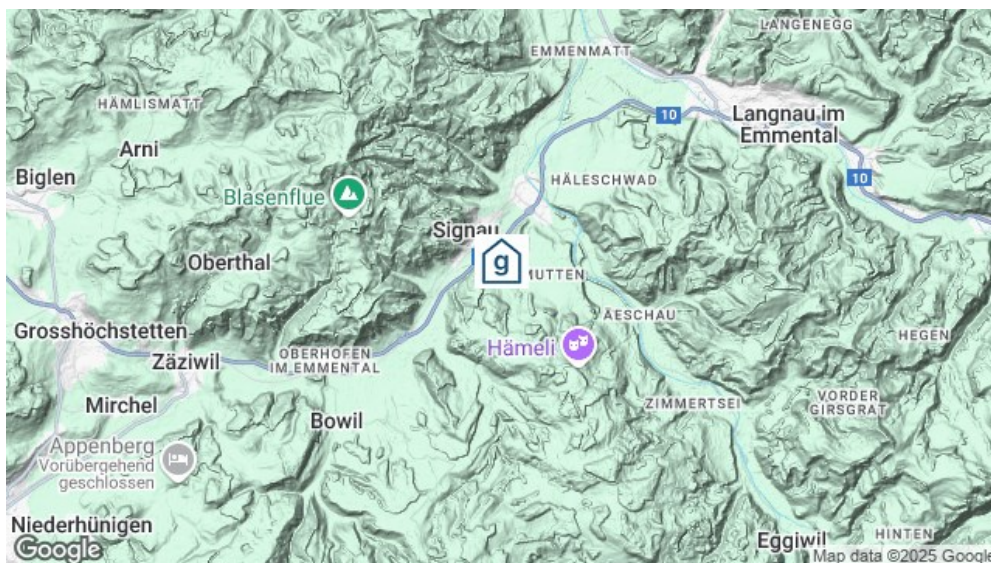 LANGENEGG
EMMENMATT
HÄMLISMATT
10
Langnau im
Emmental
Arni
Biglen
10
Blasenflue
HÄLESCHWAD
Signau
Oberthal
g
MUTTEN
ÄESCHAU
Grosshöchstetten
HEGEN
Hämeli
Zäziwil
OBERHOFEN
IM EMMENTAL
Mirchel
ZIMMERTSEI
VORDER
GIRSGRAT
Bowil
Appenberg
Vorübergehend
geschlossen
Niederhünigen
Eggiwil
HINTEN
Google
Map data ©2025 Google